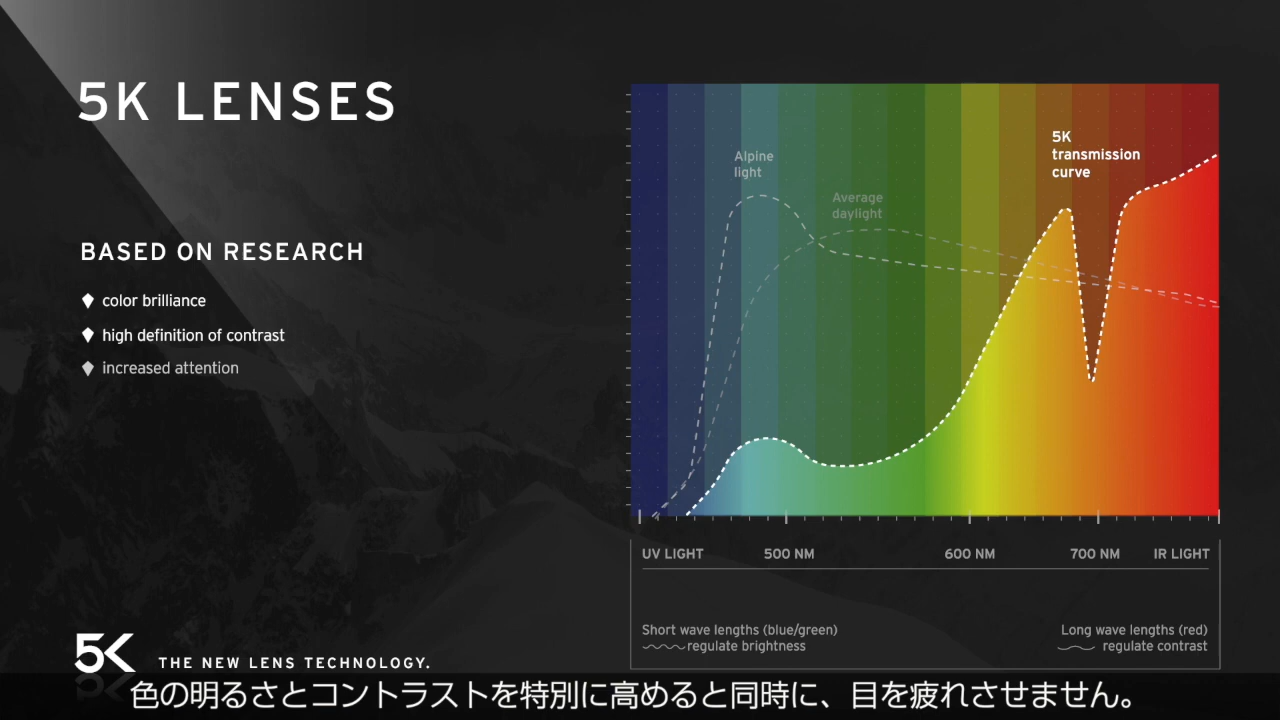 5K LENSES
BASED ON RESEARCH
color brilliance
high definition of contrast
increased attention
Alpine
light
Average
daylight
5K
transmission
curve
UV LIGHT 500 NM 600 NM 700 NM IR LIGHT
Short wave lengths (blue/green)
regulate brightness
Long wave lengths (red)
regulate contrast
5K THE NEW LENS TECHNOLOGY.
色の明るさとコントラストを特別に高めると同時に、目を疲れさせません。